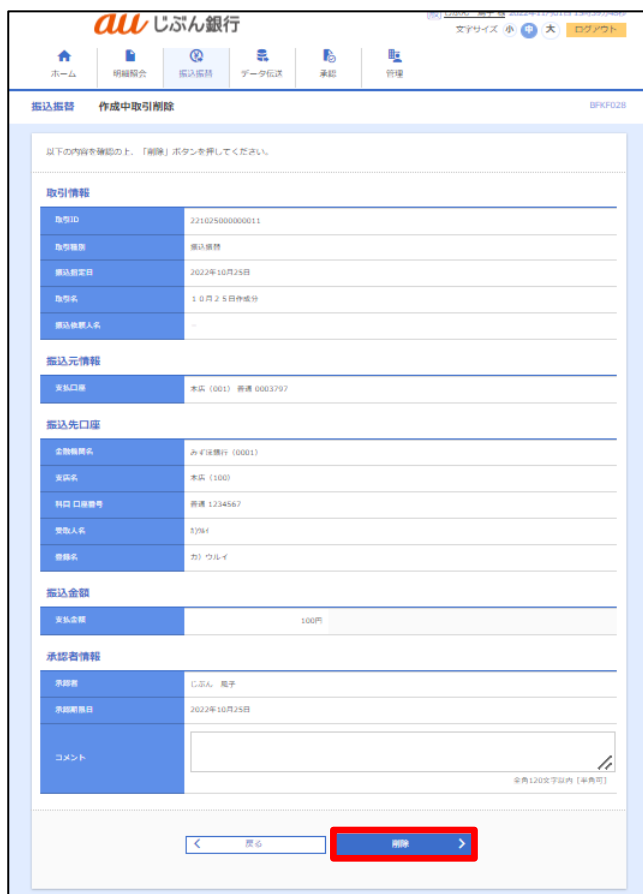 au じぶん銀行
文字サイズ 小 中 大 ログアウト
ホーム 明細照会 振込振替 データ伝送 承認 管理
振込振替 作成中取引削除 BFKF028
以下の内容を確認の上、「削除」ボタンを押してください。
取引情報
取引ID 221025000000011
取引種別 振込振替
振込指定日 2022年10月25日
取引名 10月25日作成分
振込依頼人名 -
振込元情報
支払口座 本店（001） 普通 0003797
振込先口座
金融機関名 みずほ銀行（0001）
支店名 本店（100）
科目 口座番号 普通 1234567
受取人名
登録名 カ）ウルイ
振込金額
支払金額 100円
承認者情報
承認者 じぶん 風子
承認期限日 2022年10月25日
コメント
全角120文字以内［半角可］
戻る 削除